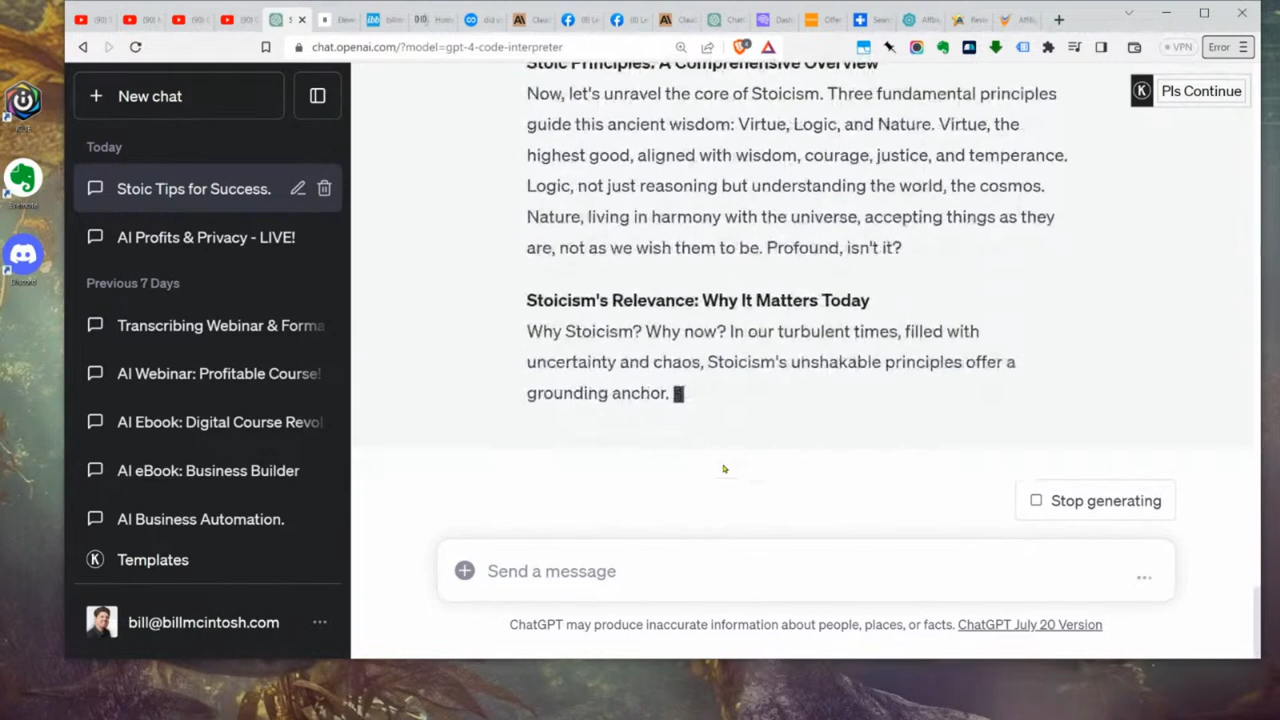 chat.openai.com/?model=gpt-4-code-interpreter
VPN
Error
New chat
Today
Stoic Tips for Success.
AI Profits & Privacy - LIVE!
Previous 7 Days
Transcribing Webinar & Forma
AI Webinar: Profitable Course!
AI Ebook: Digital Course Revol
AI eBook: Business Builder
AI Business Automation.
K Templates
bill@billmcintosh.com
Discord
Stoic Principles: A Comprehensive Overview
Now, let's unravel the core of Stoicism. Three fundamental principles
guide this ancient wisdom: Virtue, Logic, and Nature. Virtue, the
highest good, aligned with wisdom, courage, justice, and temperance.
Logic, not just reasoning but understanding the world, the cosmos.
Nature, living in harmony with the universe, accepting things as they
are, not as we wish them to be. Profound, isn't it?
Stoicism's Relevance: Why It Matters Today
Why Stoicism? Why now? In our turbulent times, filled with
uncertainty and chaos, Stoicism's unshakable principles offer a
grounding anchor.
K Pls Continue
Stop generating
Send a message
ChatGPT may produce inaccurate information about people, places, or facts. ChatGPT July 20 Version